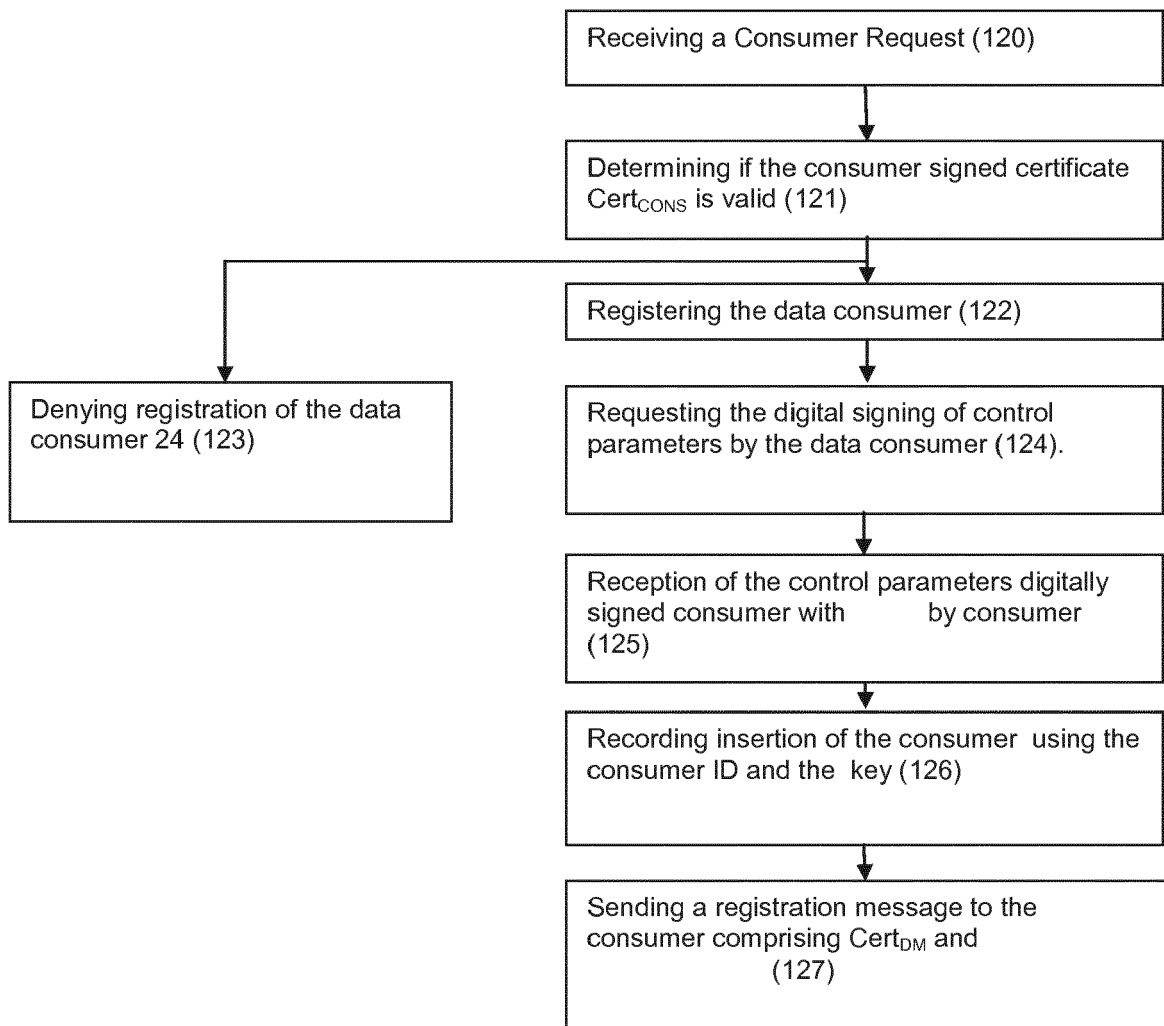 Receiving a Consumer Request (120)
Determining if the consumer signed certificate
Cert_CONS is valid (121)
Registering the data consumer (122)
Denying registration of the data
consumer 24 (123)
Requesting the digital signing of control
parameters by the data consumer (124).
Reception of the control parameters digitally
signed consumer with by consumer
(125)
Recording insertion of the consumer using the
consumer ID and the key (126)
Sending a registration message to the
consumer comprising Cert_DM and
(127)